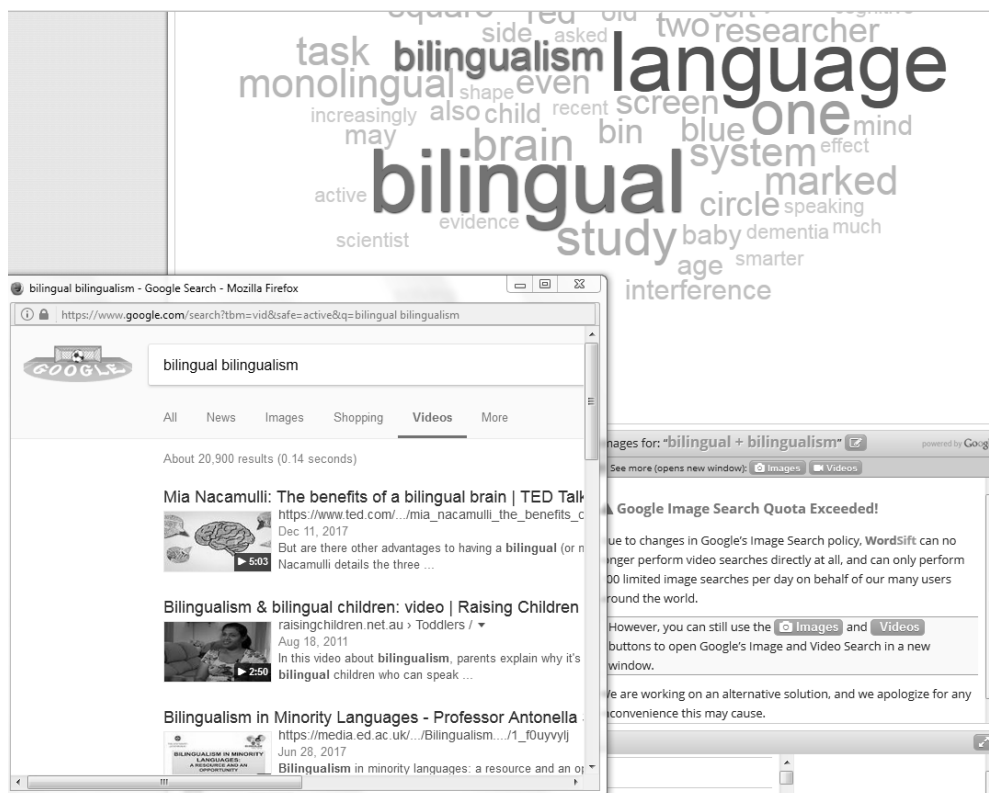 square red old soft cognitive
side asked two researcher
task bilingualism language
monolingual shape even
increasingly also child recent screen one
may brain bin blue mind
system effect
active bilingual marked
evidence circle speaking
scientist study baby dementia much
age smarter
interference
bilingual bilingualism - Google Search - Mozilla Firefox
https://www.google.com/search?tbm=vid&safe=active&q=bilingual bilingualism
GOOGLE
bilingual bilingualism
All News Images Shopping Videos More
About 20,900 results (0.14 seconds)
Mia Nacamulli: The benefits of a bilingual brain | TED Talk
https://www.ted.com/.../mia_nacamulli_the_benefits_o
Dec 11, 2017
5:03
But are there other advantages to having a bilingual (or
Nacamulli details the three ...
Bilingualism & bilingual children: video | Raising Children
raisingchildren.net.au › Toddlers /
Aug 18, 2011
In this video about bilingualism, parents explain why it's
2:50
bilingual children who can speak ...
Bilingualism in Minority Languages - Professor Antonella
https://media.ed.ac.uk/.../Bilingualism..../1_f0uyvylj
Jun 28, 2017
BILINGUALISM IN MINORITY
LANGUAGES:
A RESOURCE AND AN
OPPORTUNITY
Bilingualism in minority languages: a resource and an op
mages for: "bilingual + bilingualism"
powered by Goog
See more (opens new window): Images Videos
Google Image Search Quota Exceeded!
ue to changes in Google's Image Search policy, WordSift can no
onger perform video searches directly at all, and can only perform
00 limited image searches per day on behalf of our many users
round the world.
However, you can still use the Images and Videos
buttons to open Google's Image and Video Search in a new
window.
e are working on an alternative solution, and we apologize for any
nconvenience this may cause.